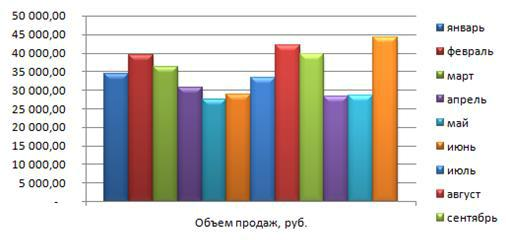 50 000,00
45 000,00
40 000,00
35 000,00
30 000,00
25 000,00
20 000,00
15 000,00
10 000,00
5 000,00
-
Объем продаж, руб.
январь
февраль
март
апрель
май
июнь
июль
август
сентябрь